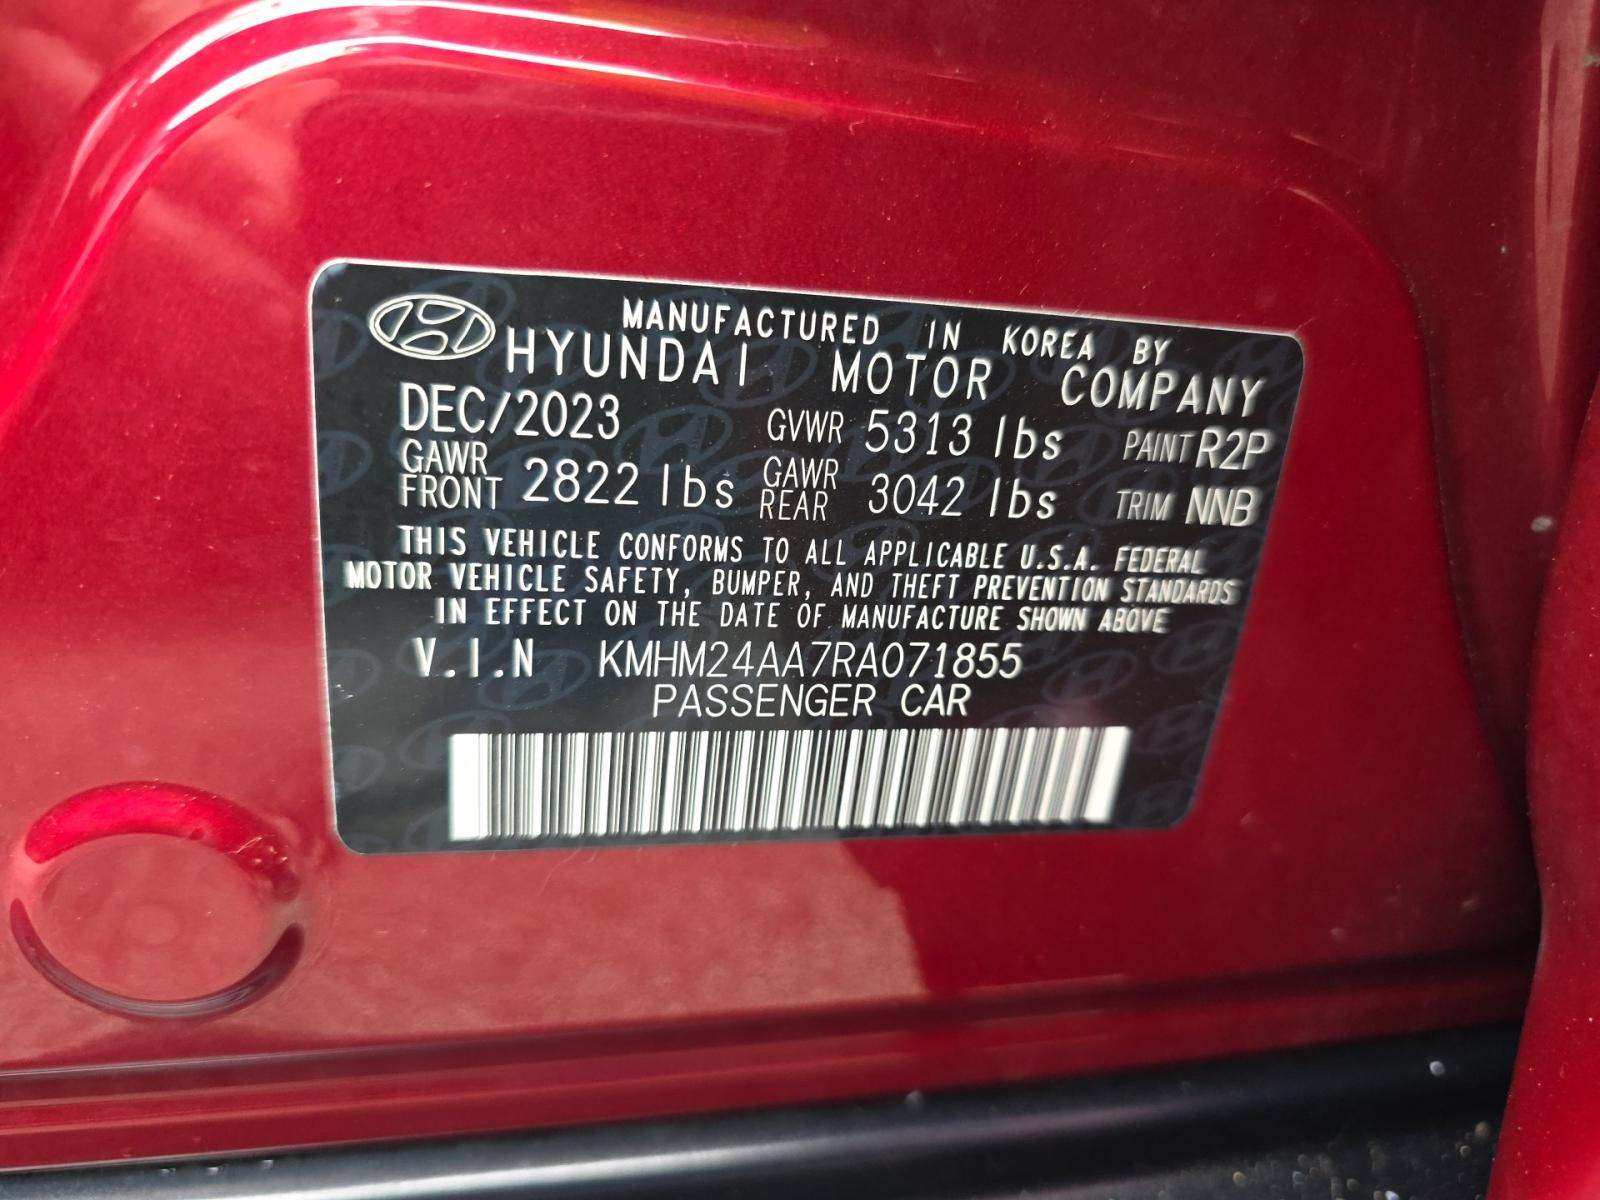 MANUFACTURED IN KOREA BY
HYUNDAI MOTOR COMPANY
DEC/2023 GVWR 5313 lbs PAINT R2P
GAWR FRONT 2822 lbs GAWR REAR 3042 lbs TRIM NNB
THIS VEHICLE CONFORMS TO ALL APPLICABLE U.S.A. FEDERAL
MOTOR VEHICLE SAFETY, BUMPER, AND THEFT PREVENTION STANDARDS
IN EFFECT ON THE DATE OF MANUFACTURE SHOWN ABOVE
V.I.N KMHM24AA7RA071855
PASSENGER CAR